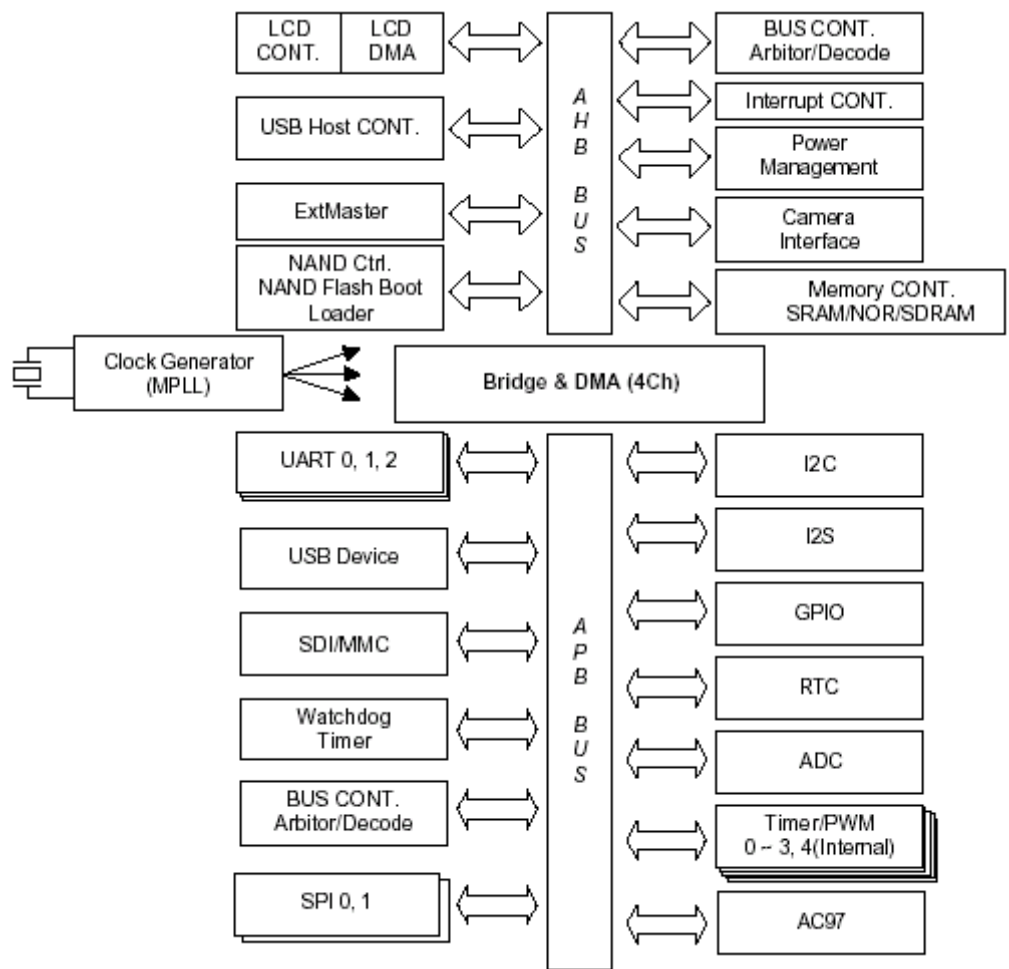 LCD CONT.
LCD DMA
BUS CONT.
Arbitor/Decode
USB Host CONT.
Interrupt CONT.
Power
Management
ExtMaster
Camera
Interface
NAND Ctrl.
NAND Flash Boot
Loader
Memory CONT.
SRAM/NOR/SDRAM
AHB BUS
Clock Generator
(MPLL)
Bridge & DMA (4Ch)
UART 0, 1, 2
I2C
USB Device
I2S
SDI/MMC
GPIO
Watchdog
Timer
RTC
BUS CONT.
Arbitor/Decode
ADC
SPI 0, 1
Timer/PWM
0 ~ 3, 4(Internal)
AC97
APB BUS